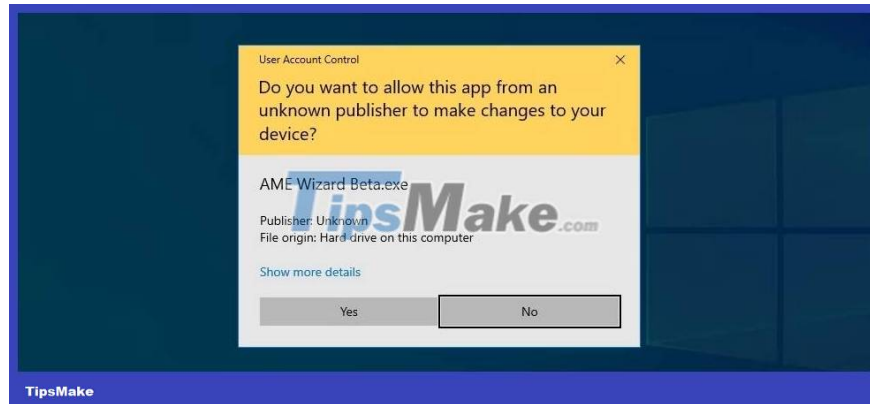 User Account Control
Do you want to allow this app from an
unknown publisher to make changes to your
device?
AME Wizard Beta.exe
TipsMake.com
Publisher: Unknown
File origin: Hard drive on this computer
Show more details
Yes
No
TipsMake